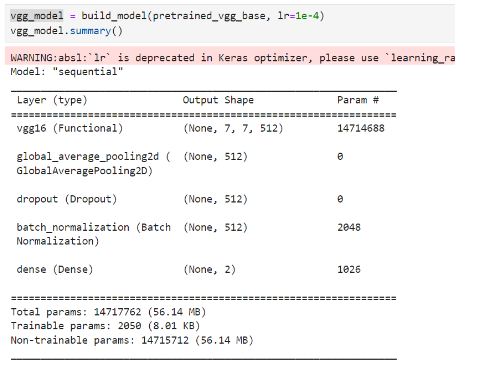 vgg_model = build_model(pretrained_vgg_base, lr=1e-4)
vgg_model.summary()
WARNING:absl:`lr` is deprecated in Keras optimizer, please use `learning_ra
Model: "sequential"
Layer (type) Output Shape Param #
vgg16 (Functional) (None, 7, 7, 512) 14714688
global_average_pooling2d ( (None, 512) 0
GlobalAveragePooling2D)
dropout (Dropout) (None, 512) 0
batch_normalization (Batch (None, 512) 2048
Normalization)
dense (Dense) (None, 2) 1026
Total params: 14717762 (56.14 MB)
Trainable params: 2050 (8.01 KB)
Non-trainable params: 14715712 (56.14 MB)